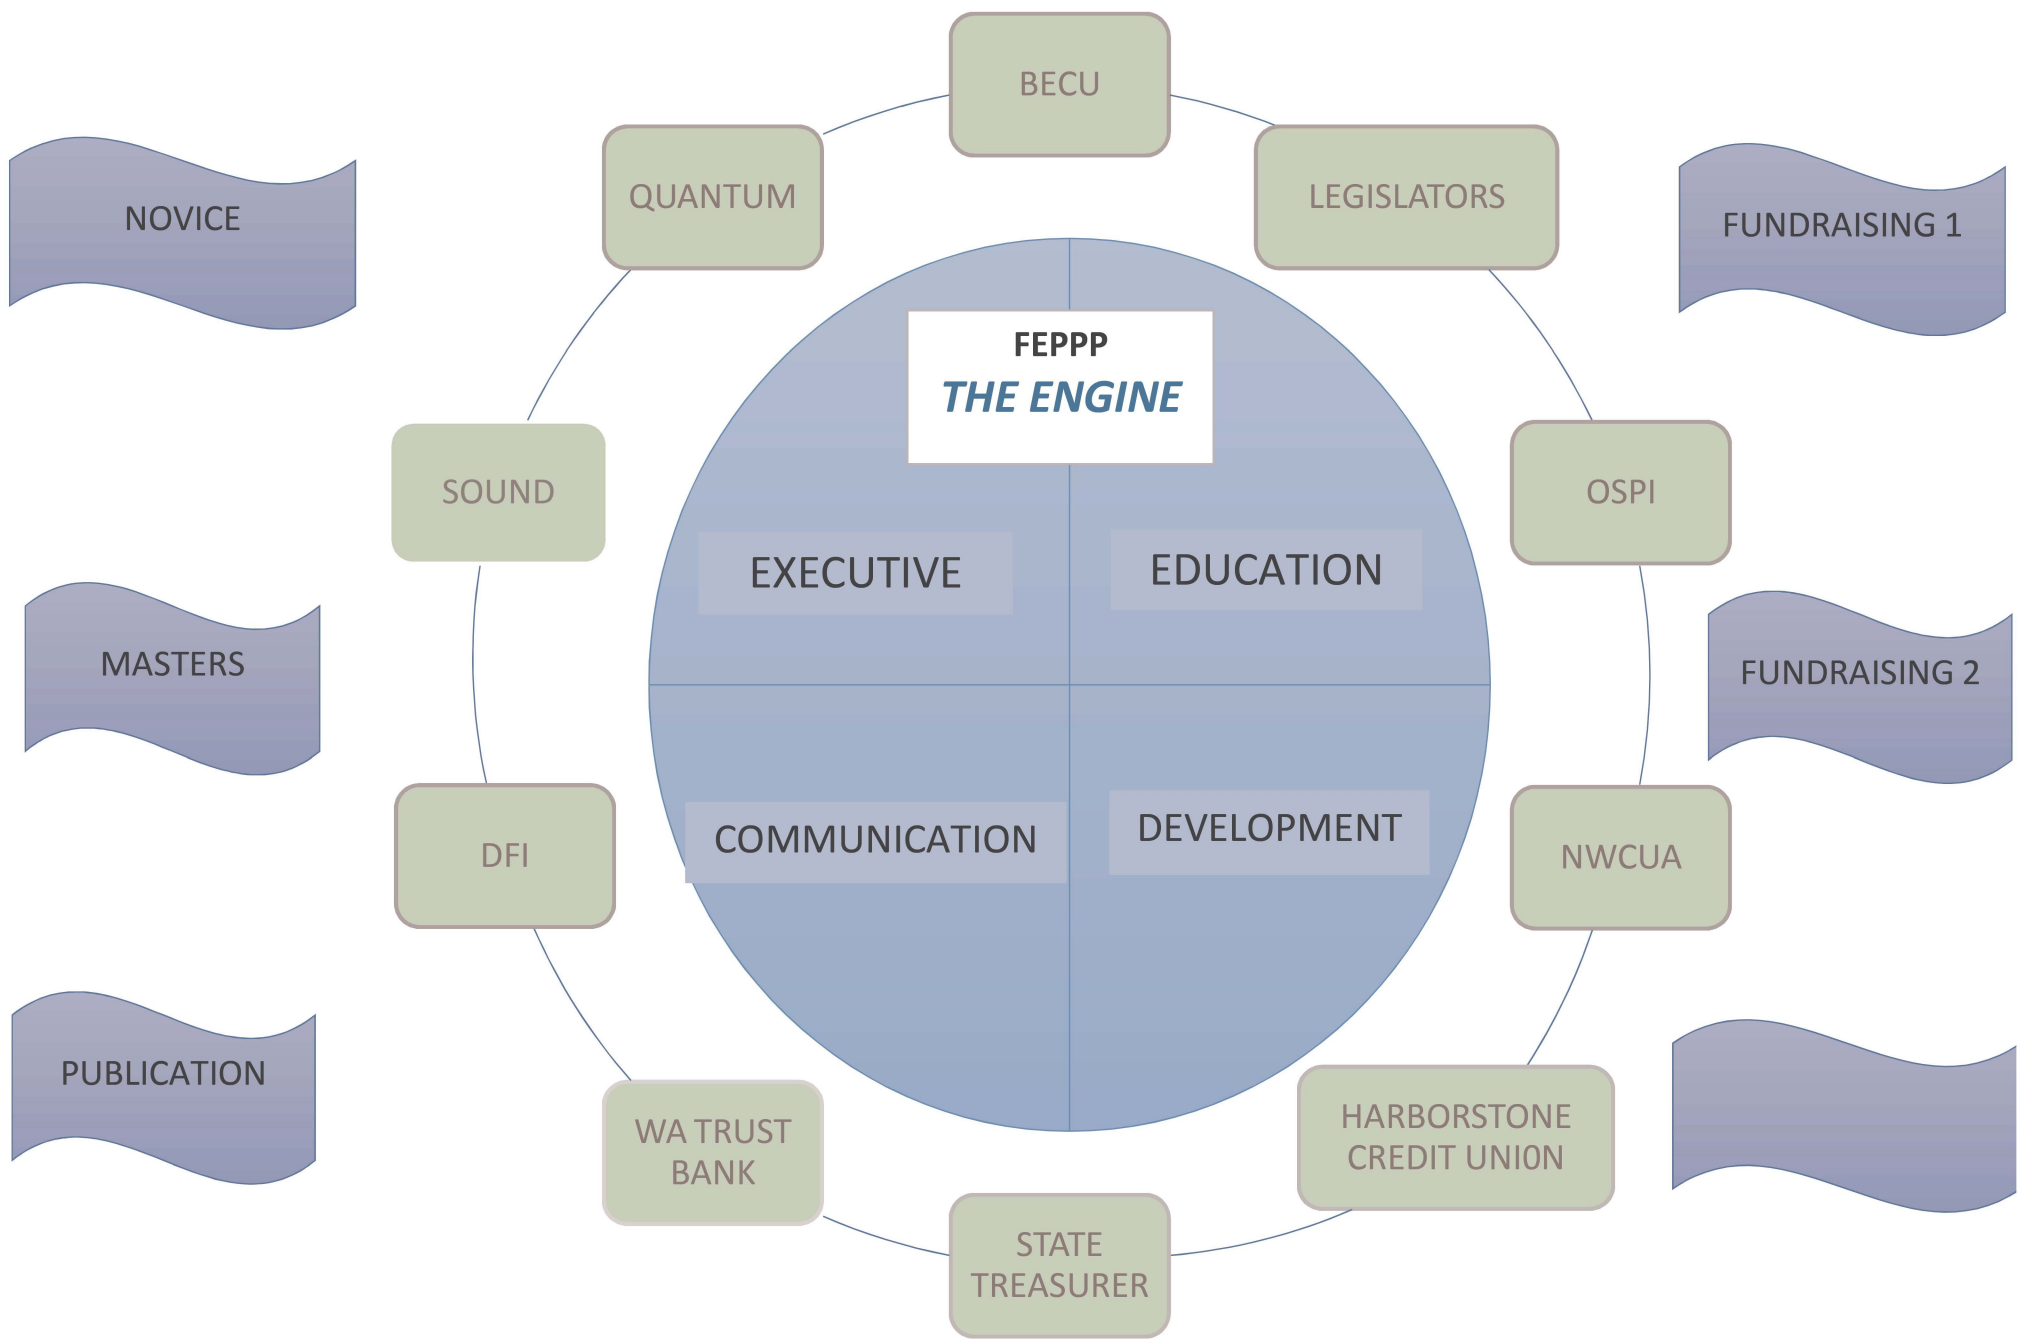 BECU
QUANTUM
LEGISLATORS
NOVICE
FUNDRAISING 1
FEPPP
THE ENGINE
SOUND
OSPI
EXECUTIVE
EDUCATION
MASTERS
FUNDRAISING 2
COMMUNICATION
DEVELOPMENT
DFI
NWCUA
PUBLICATION
WA TRUST
BANK
HARBORSTONE
CREDIT UNI0N
STATE
TREASURER